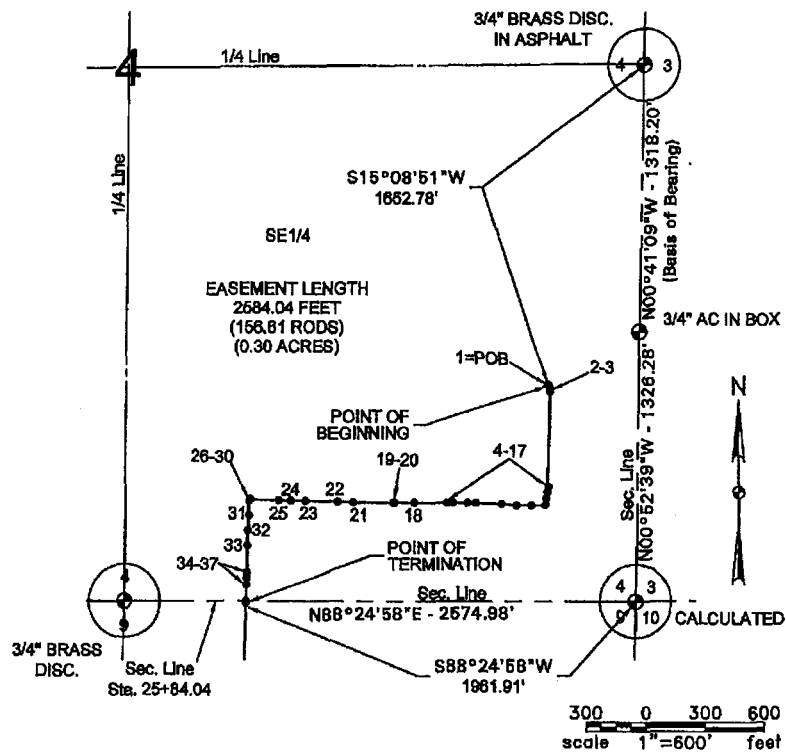 3/4" BRASS DISC.
IN ASPHALT
1/4 Line
4
4 3
1/4 Line
S15°08'51"W
1652.78'
N00°41'09"W - 1318.20'
(Basis of Bearing)
SE1/4
EASEMENT LENGTH
2584.04 FEET
(156.61 RODS)
(0.30 ACRES)
3/4" AC IN BOX
1=POB
2-3
POINT OF
BEGINNING
N
26-30
19-20
4-17
24
22
25 23
21
18
31
32
33
Sec. Line
N00°52'39"W - 1326.28'
34-37
POINT OF
TERMINATION
4
9
Sec. Line
N88°24'58"E - 2574.98'
4 3
9 10
CALCULATED
3/4" BRASS
DISC.
Sec. Line
Sta. 25+84.04
S88°24'58"W
1961.91'
300 0 300 600
scale 1"=600' feet